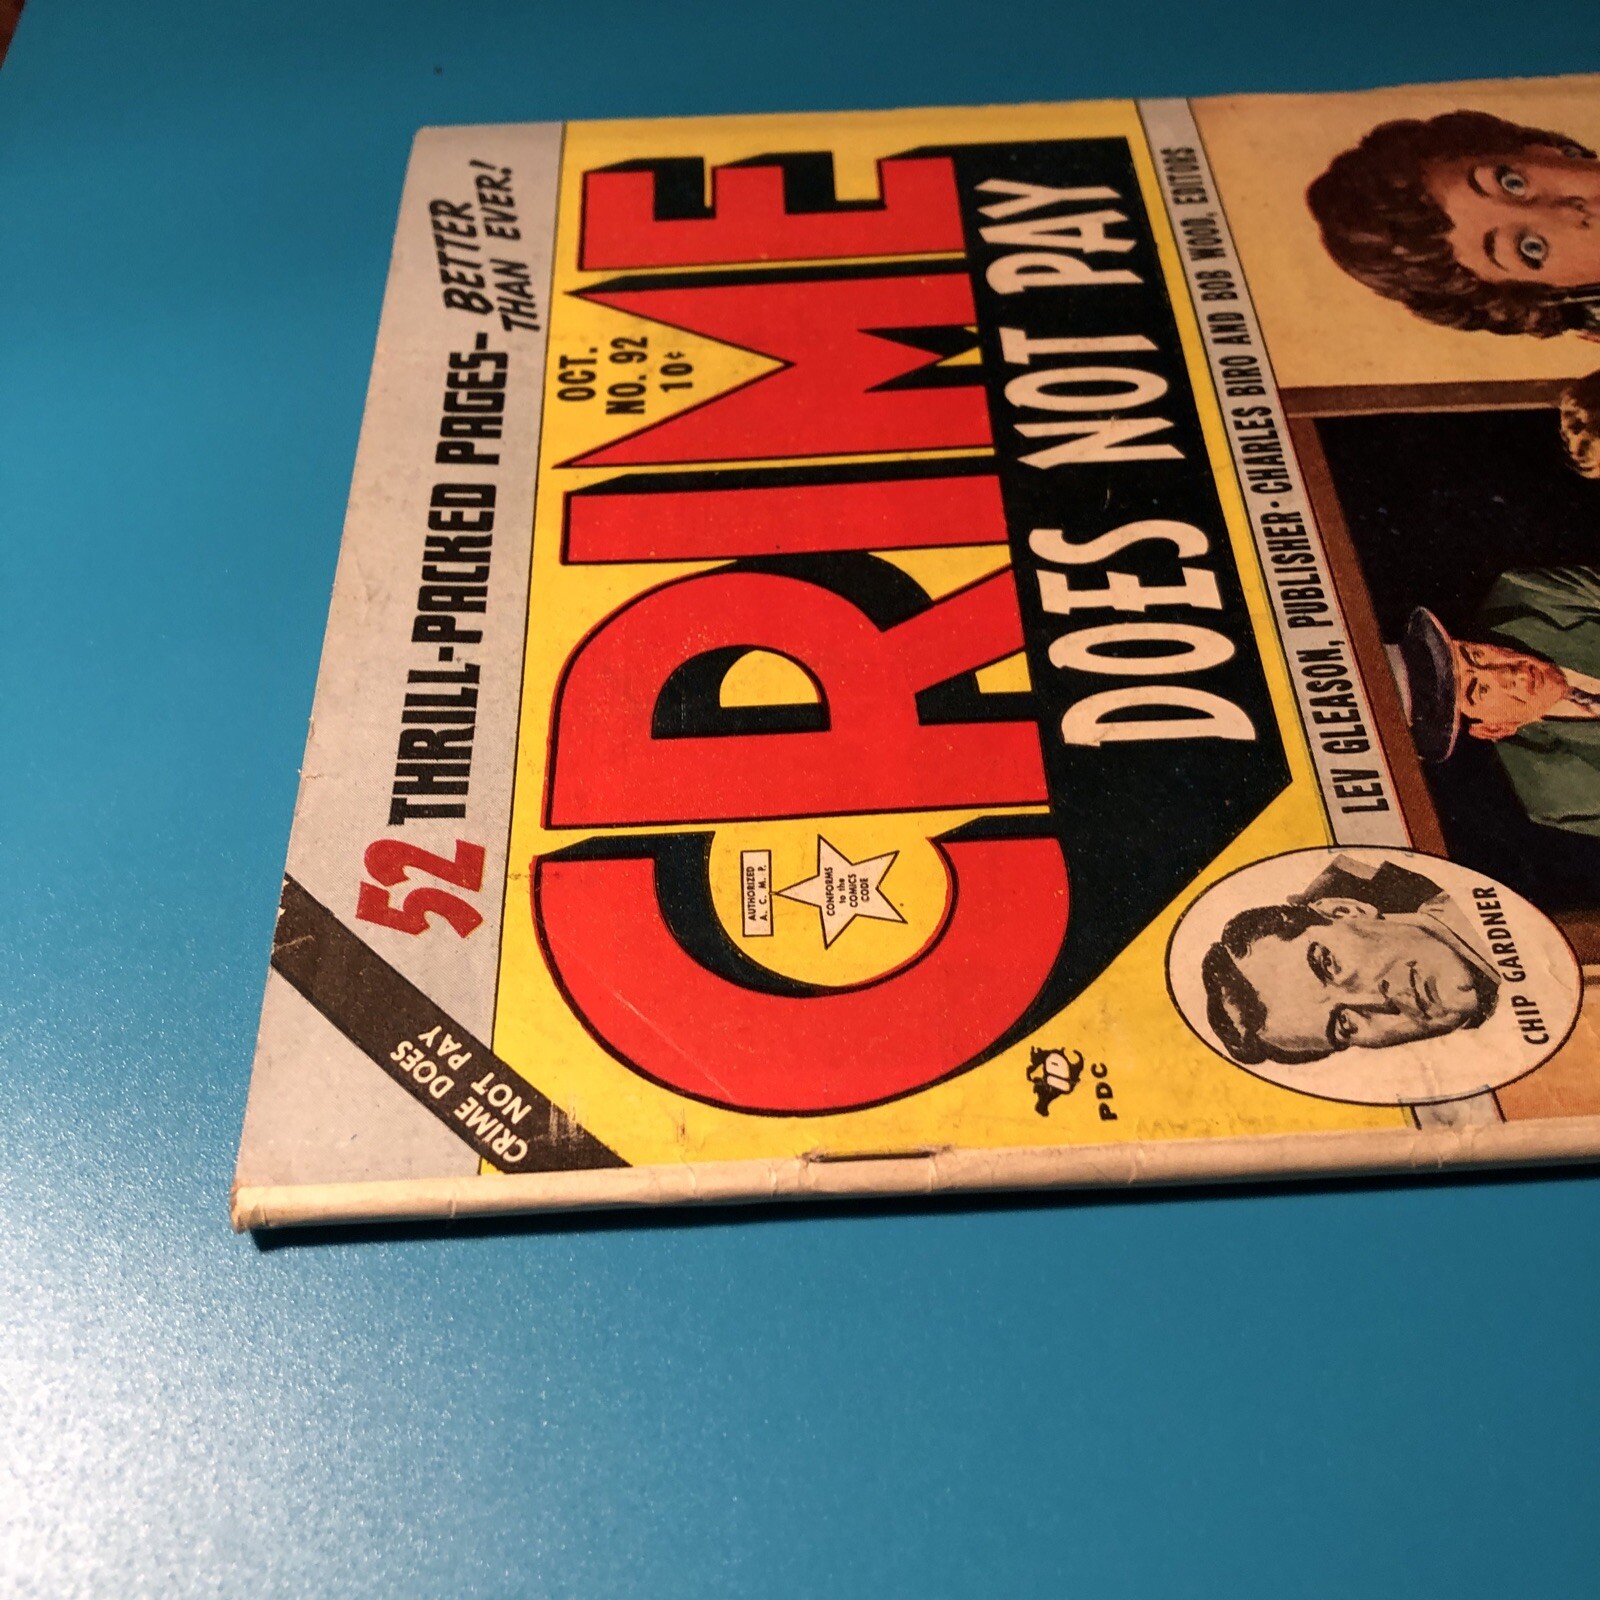 52 THRILL-PACKED PAGES- BETTER
THAN EVER!
CRIME DOES
NOT PAY
OCT.
NO. 92
10¢
CRIME
AUTHORIZED
A. C. M. P.
CONFORMS
to the
COMICS
CODE
DOES NOT PAY
PDC
LEV GLEASON, PUBLISHER · CHARLES BIRO AND BOB WOOD, EDITORS
CHIP GARDNER